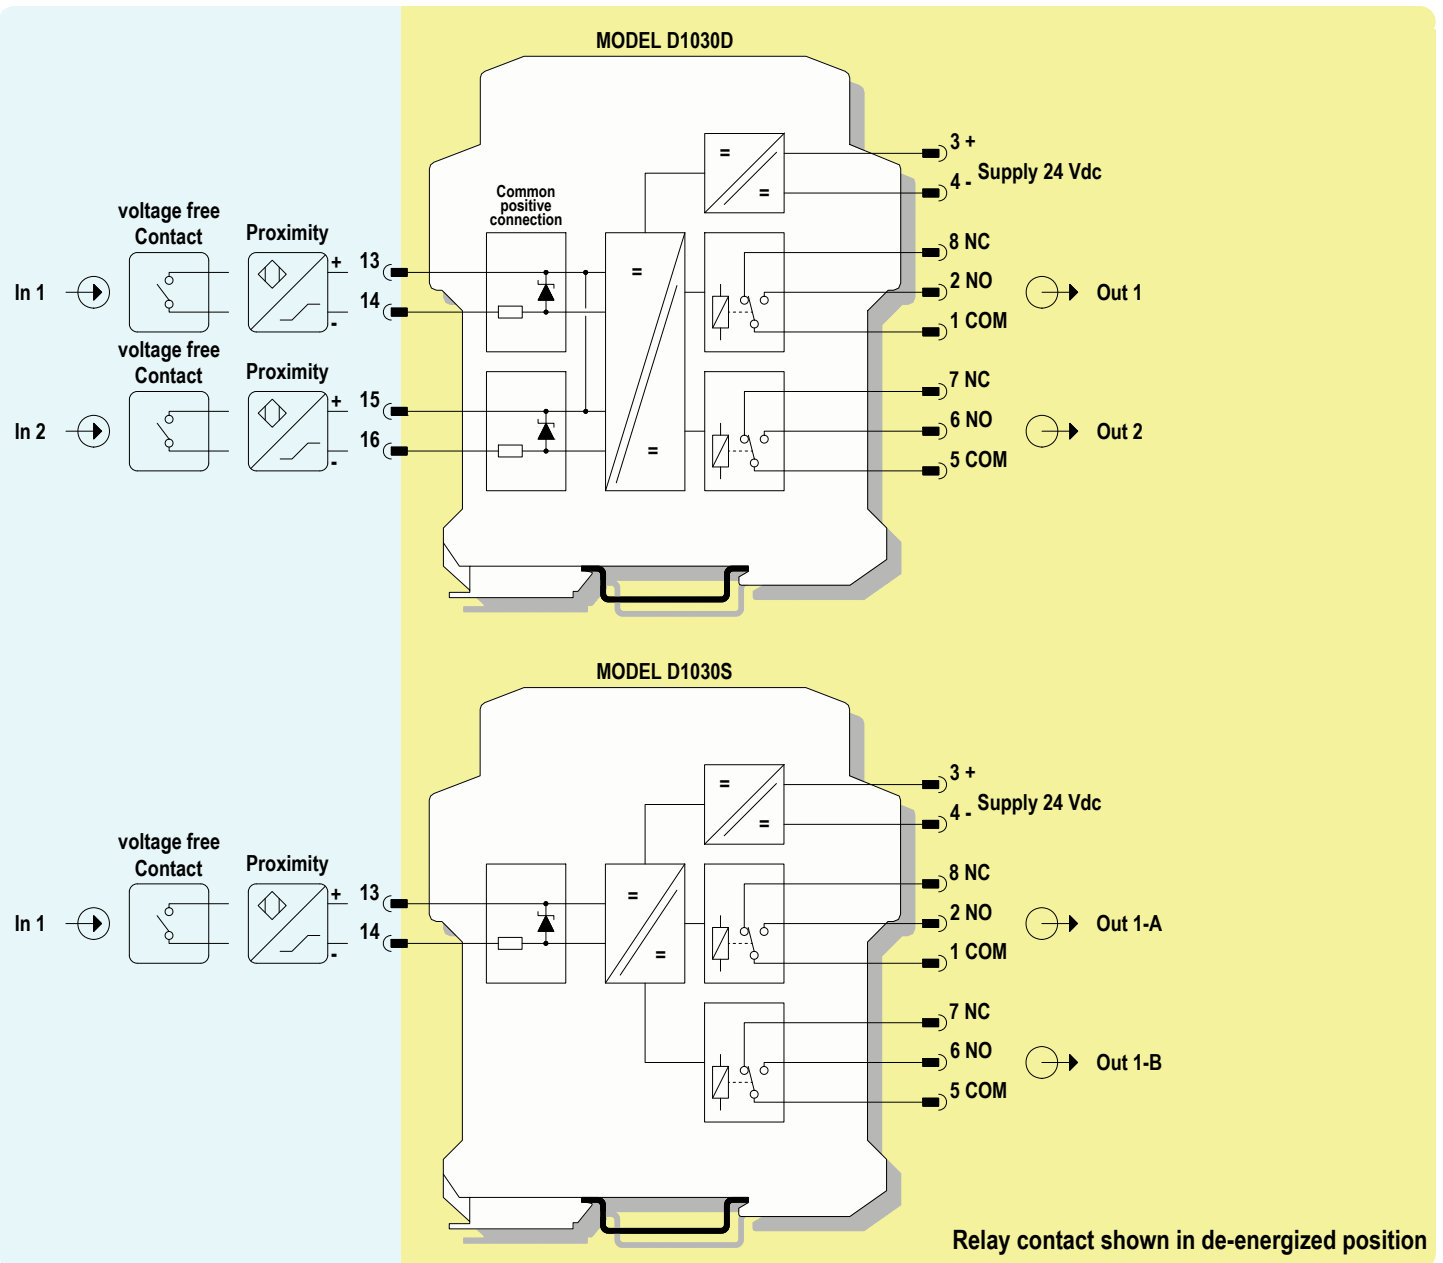 MODEL D1030D
3 +
Supply 24 Vdc
4 -
Common
positive
connection
voltage free
Contact
Proximity
In 1
+
13
14
-
8 NC
2 NO
1 COM
Out 1
voltage free
Contact
Proximity
In 2
+
15
16
-
7 NC
6 NO
5 COM
Out 2
=
=
=
=
MODEL D1030S
3 +
Supply 24 Vdc
4 -
voltage free
Contact
Proximity
In 1
+
13
14
-
8 NC
2 NO
1 COM
Out 1-A
7 NC
6 NO
5 COM
Out 1-B
=
=
=
=
Relay contact shown in de-energized position